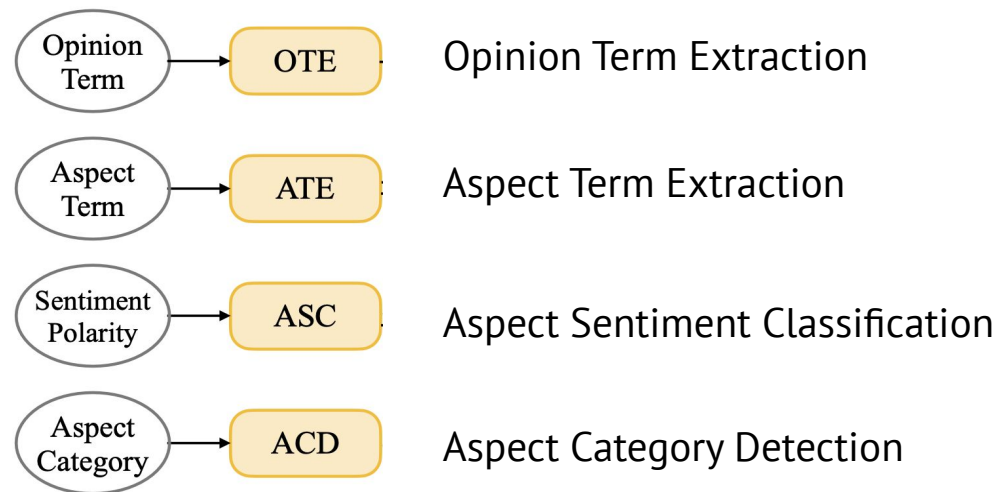 Opinion
Term
OTE
Opinion Term Extraction
Aspect
Term
ATE
Aspect Term Extraction
Sentiment
Polarity
ASC
Aspect Sentiment Classification
Aspect
Category
ACD
Aspect Category Detection